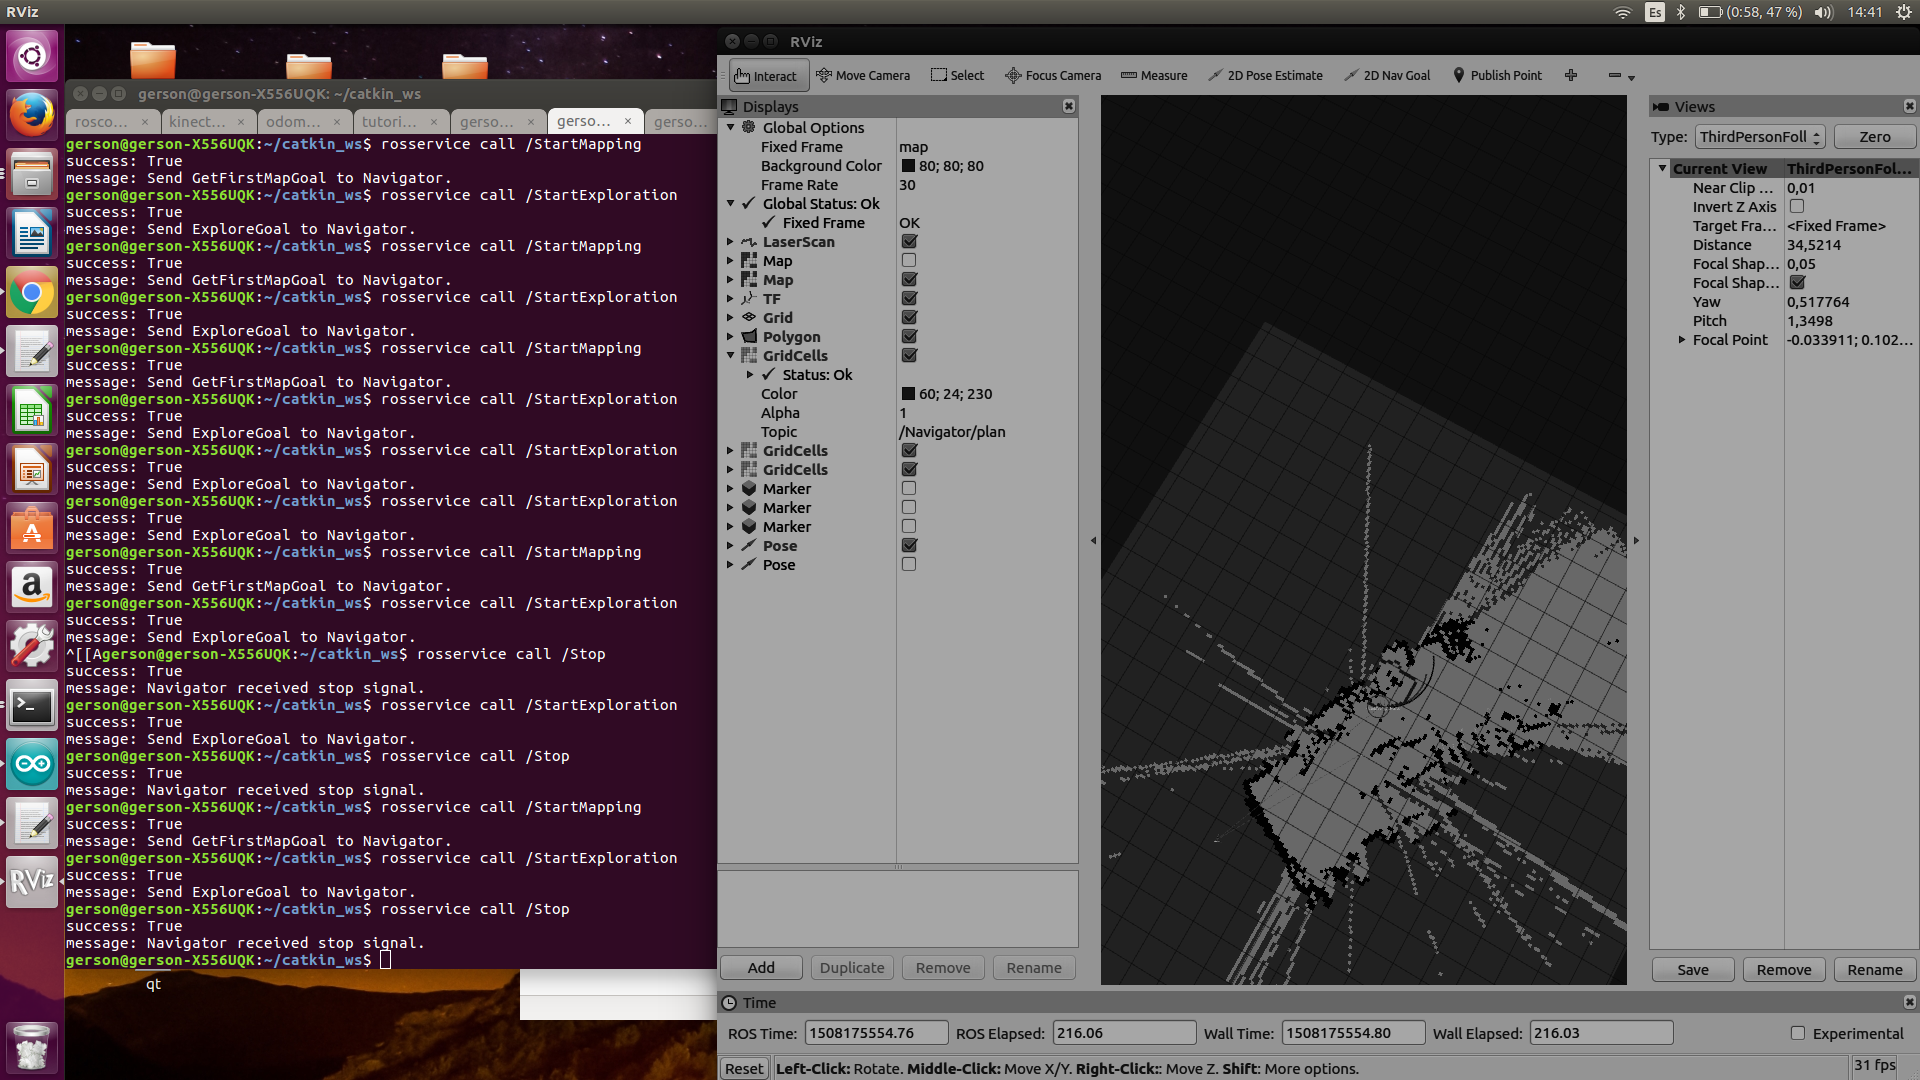 RViz
Es
(0:58, 47 %)
14:41
gerson@gerson-X556UQK: ~/catkin_ws
rosco... × kinect... × odom... × tutori... × gerso... × gerso... × gerso...
gerson@gerson-X556UQK:~/catkin_ws$ rosservice call /StartMapping
success: True
message: Send GetFirstMapGoal to Navigator.
gerson@gerson-X556UQK:~/catkin_ws$ rosservice call /StartExploration
success: True
message: Send ExploreGoal to Navigator.
gerson@gerson-X556UQK:~/catkin_ws$ rosservice call /StartMapping
success: True
message: Send GetFirstMapGoal to Navigator.
gerson@gerson-X556UQK:~/catkin_ws$ rosservice call /StartExploration
success: True
message: Send ExploreGoal to Navigator.
gerson@gerson-X556UQK:~/catkin_ws$ rosservice call /StartMapping
success: True
message: Send GetFirstMapGoal to Navigator.
gerson@gerson-X556UQK:~/catkin_ws$ rosservice call /StartExploration
success: True
message: Send ExploreGoal to Navigator.
gerson@gerson-X556UQK:~/catkin_ws$ rosservice call /StartExploration
success: True
message: Send ExploreGoal to Navigator.
gerson@gerson-X556UQK:~/catkin_ws$ rosservice call /StartExploration
success: True
message: Send ExploreGoal to Navigator.
gerson@gerson-X556UQK:~/catkin_ws$ rosservice call /StartMapping
success: True
message: Send GetFirstMapGoal to Navigator.
gerson@gerson-X556UQK:~/catkin_ws$ rosservice call /StartExploration
success: True
message: Send ExploreGoal to Navigator.
^[[Agerson@gerson-X556UQK:~/catkin_ws$ rosservice call /Stop
success: True
message: Navigator received stop signal.
gerson@gerson-X556UQK:~/catkin_ws$ rosservice call /StartExploration
success: True
message: Send ExploreGoal to Navigator.
gerson@gerson-X556UQK:~/catkin_ws$ rosservice call /Stop
success: True
message: Navigator received stop signal.
gerson@gerson-X556UQK:~/catkin_ws$ rosservice call /StartMapping
success: True
message: Send GetFirstMapGoal to Navigator.
gerson@gerson-X556UQK:~/catkin_ws$ rosservice call /StartExploration
success: True
message: Send ExploreGoal to Navigator.
gerson@gerson-X556UQK:~/catkin_ws$ rosservice call /Stop
success: True
message: Navigator received stop signal.
gerson@gerson-X556UQK:~/catkin_ws$
qt
RViz
RViz
Interact Move Camera Select Focus Camera Measure 2D Pose Estimate 2D Nav Goal Publish Point
Displays
Global Options
Fixed Frame map
Background Color 80; 80; 80
Frame Rate 30
Global Status: Ok
Fixed Frame OK
LaserScan
Map
Map
TF
Grid
Polygon
GridCells
Status: Ok
Color 60; 24; 230
Alpha 1
Topic /Navigator/plan
GridCells
GridCells
Marker
Marker
Marker
Pose
Pose
Add Duplicate Remove Rename
Views
Type: ThirdPersonFoll Zero
Current View ThirdPersonFol...
Near Clip ... 0,01
Invert Z Axis
Target Fra... <Fixed Frame>
Distance 34,5214
Focal Shap... 0,05
Focal Shap...
Yaw 0,517764
Pitch 1,3498
Focal Point -0.033911; 0.102...
Save Remove Rename
Time
ROS Time: 1508175554.76 ROS Elapsed: 216.06 Wall Time: 1508175554.80 Wall Elapsed: 216.03 Experimental
Reset Left-Click: Rotate. Middle-Click: Move X/Y. Right-Click:: Move Z. Shift: More options. 31 fps